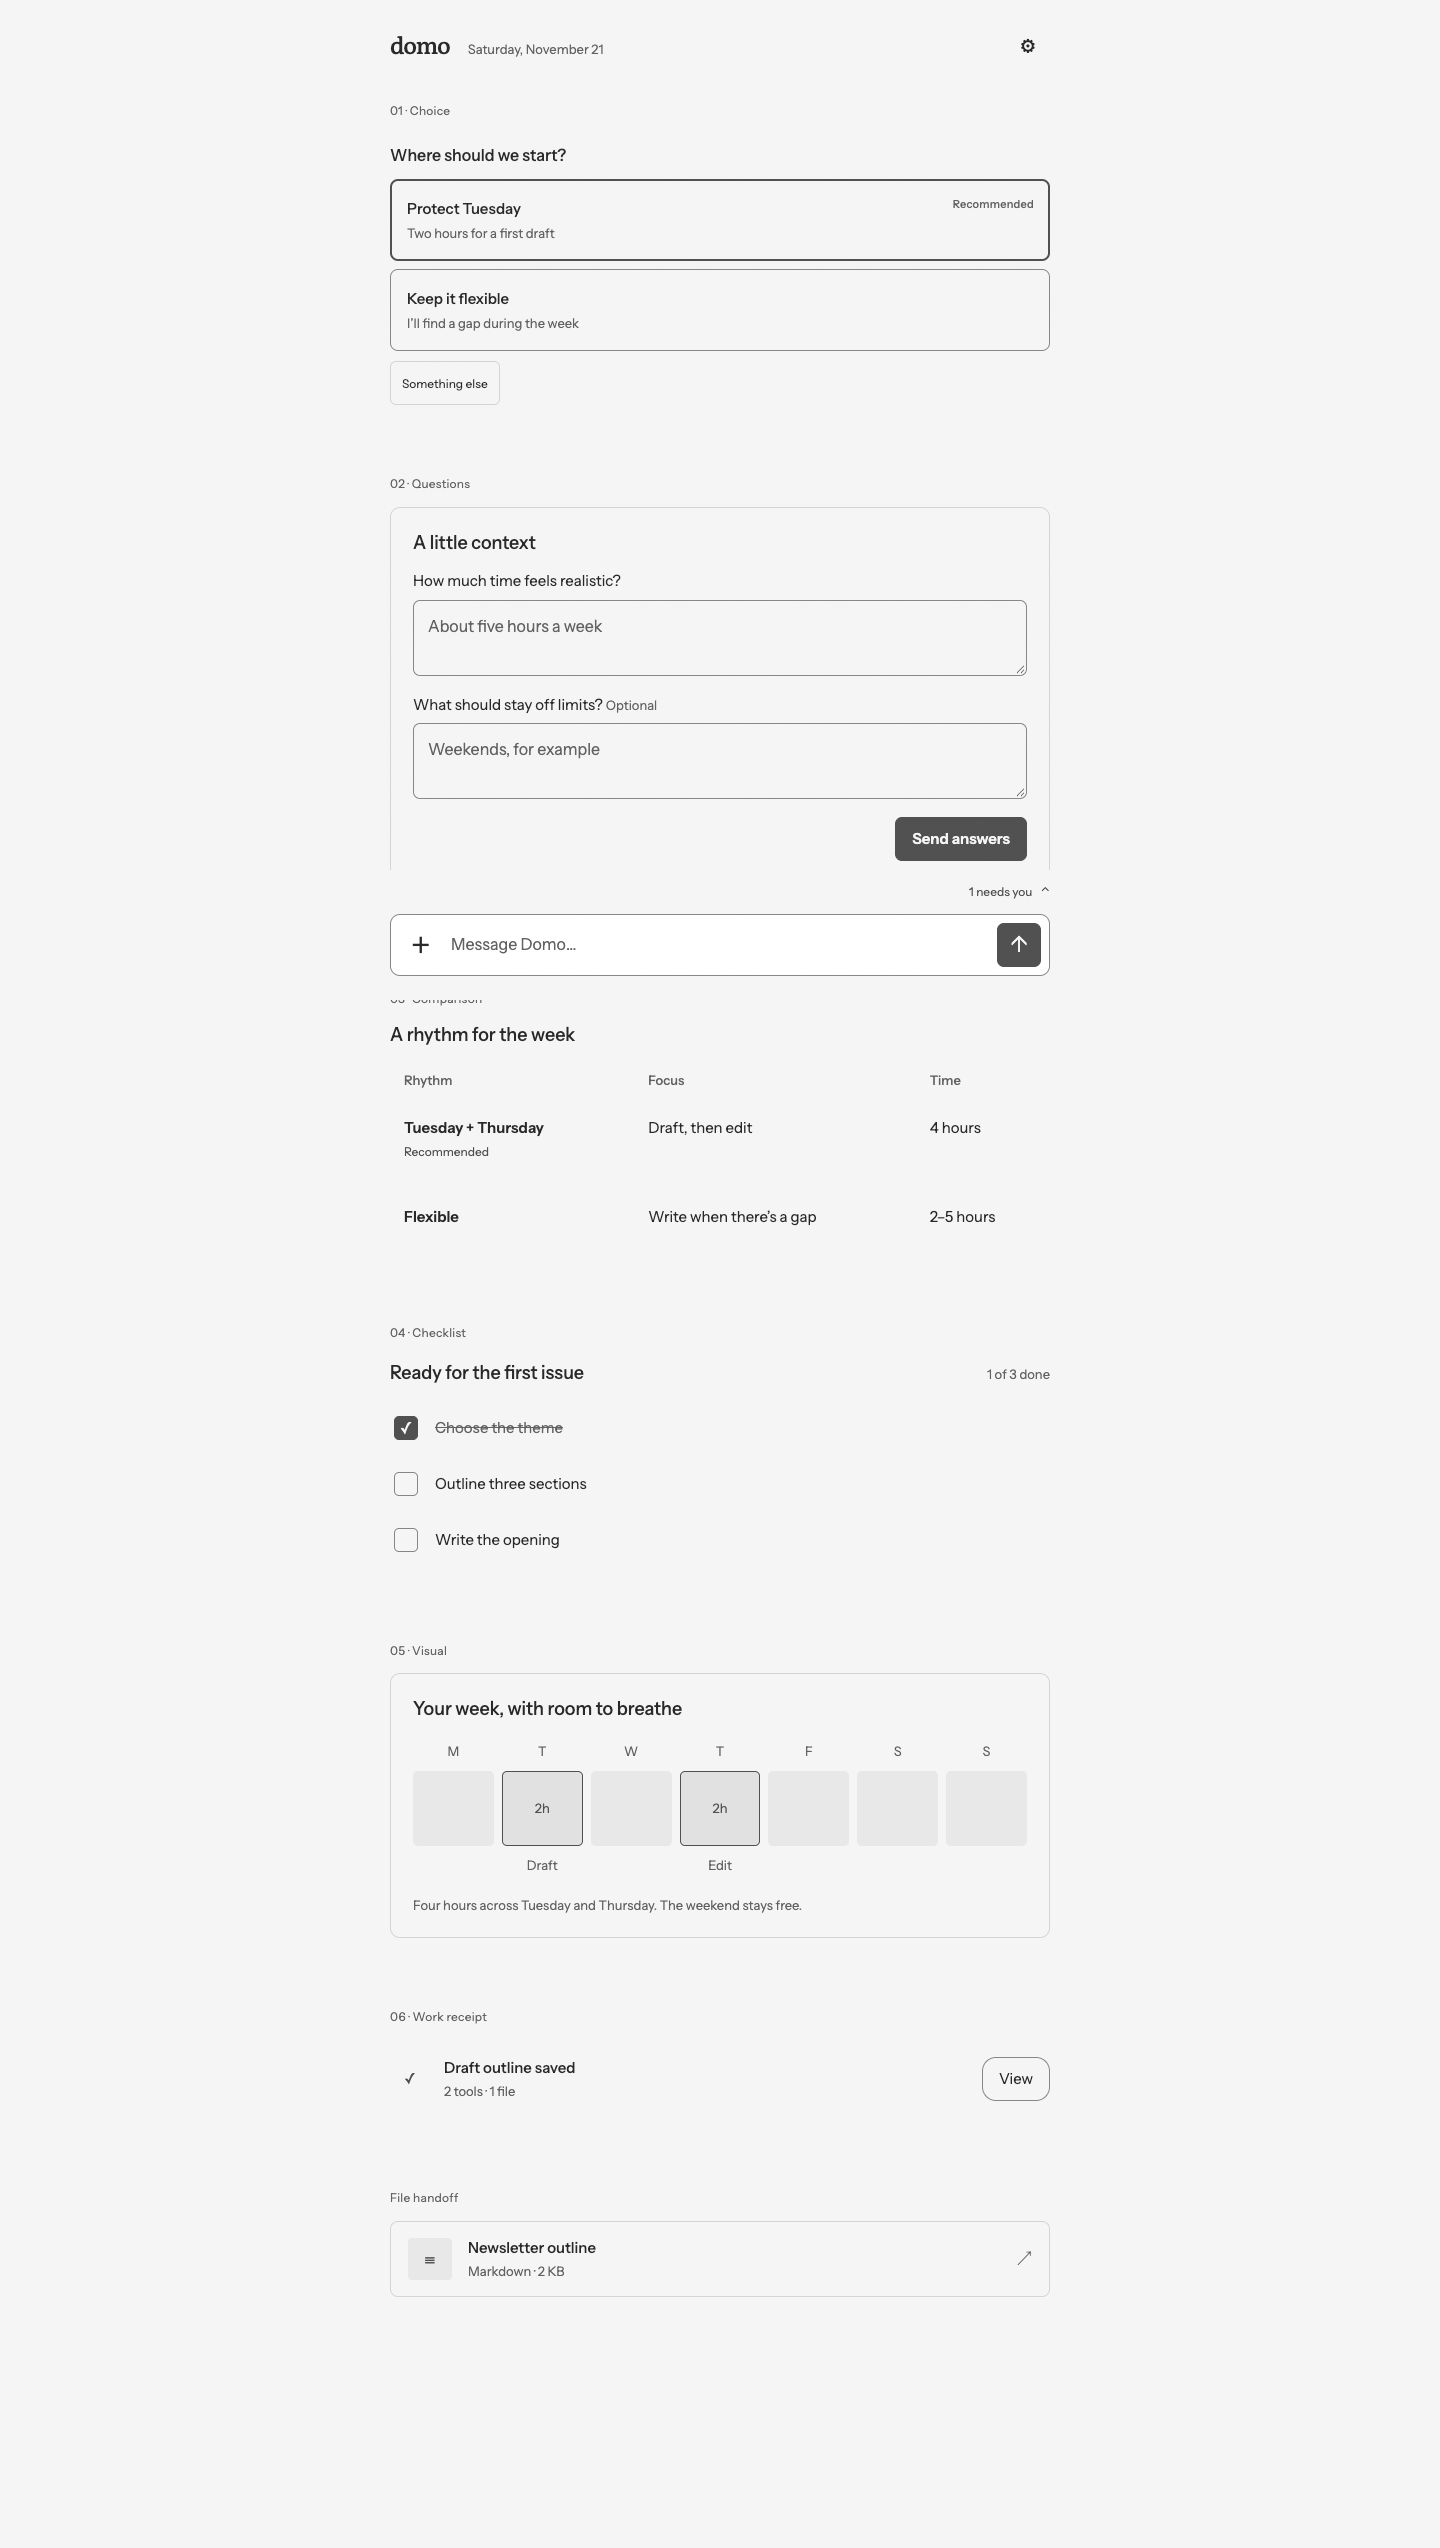 domo Saturday, November 21
01 · Choice
Where should we start?
Protect Tuesday Recommended
Two hours for a first draft
Keep it flexible
I'll find a gap during the week
Something else
02 · Questions
A little context
How much time feels realistic?
About five hours a week
What should stay off limits? Optional
Weekends, for example
Send answers
1 needs you
Message Domo...
03 · Comparison
A rhythm for the week
Rhythm Focus Time
Tuesday + Thursday Draft, then edit 4 hours
Recommended
Flexible Write when there's a gap 2–5 hours
04 · Checklist
Ready for the first issue 1 of 3 done
Choose the theme
Outline three sections
Write the opening
05 · Visual
Your week, with room to breathe
M T W T F S S
2h 2h
Draft Edit
Four hours across Tuesday and Thursday. The weekend stays free.
06 · Work receipt
Draft outline saved View
2 tools · 1 file
File handoff
Newsletter outline
Markdown · 2 KB